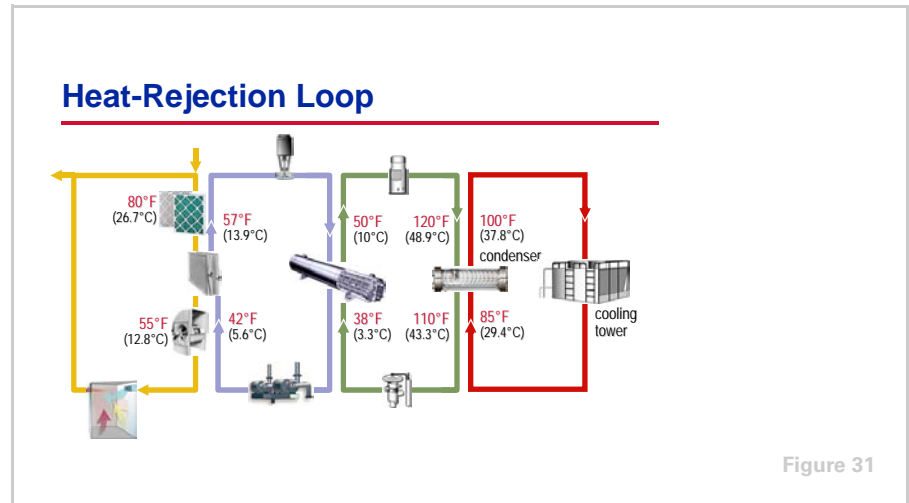 Heat-Rejection Loop
80°F
(26.7°C)
57°F
(13.9°C)
50°F
(10°C)
120°F
(48.9°C)
100°F
(37.8°C)
condenser
55°F
(12.8°C)
42°F
(5.6°C)
38°F
(3.3°C)
110°F
(43.3°C)
85°F
(29.4°C)
cooling
tower
Figure 31